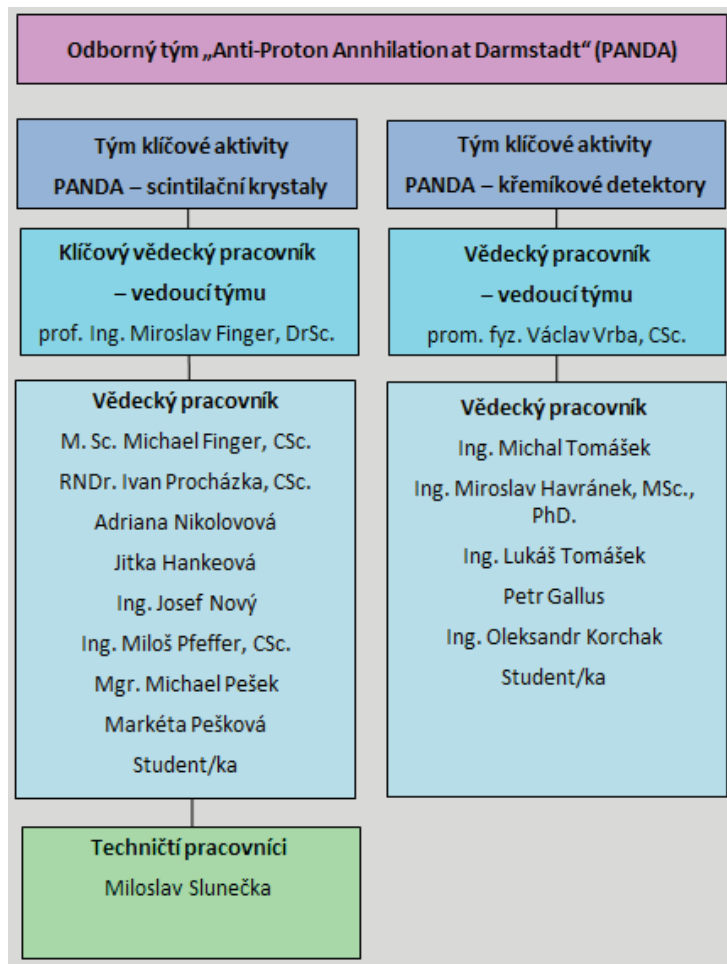 Odborný tým „Anti-Proton Annhilation at Darmstadt“ (PANDA)
Tým klíčové aktivity
PANDA – scintilační krystaly
Klíčový vědecký pracovník
– vedoucí týmu
prof. Ing. Miroslav Finger, DrSc.
Vědecký pracovník
M. Sc. Michael Finger, CSc.
RNDr. Ivan Procházka, CSc.
Adriana Nikolovová
Jitka Hankeová
Ing. Josef Nový
Ing. Miloš Pfeffer, CSc.
Mgr. Michael Pešek
Markéta Pešková
Student/ka
Techničtí pracovníci
Miloslav Slunečka
Tým klíčové aktivity
PANDA – křemíkové detektory
Vědecký pracovník
– vedoucí týmu
prom. fyz. Václav Vrba, CSc.
Vědecký pracovník
Ing. Michal Tomášek
Ing. Miroslav Havránek, MSc.,
PhD.
Ing. Lukáš Tomášek
Petr Gallus
Ing. Oleksandr Korchak
Student/ka